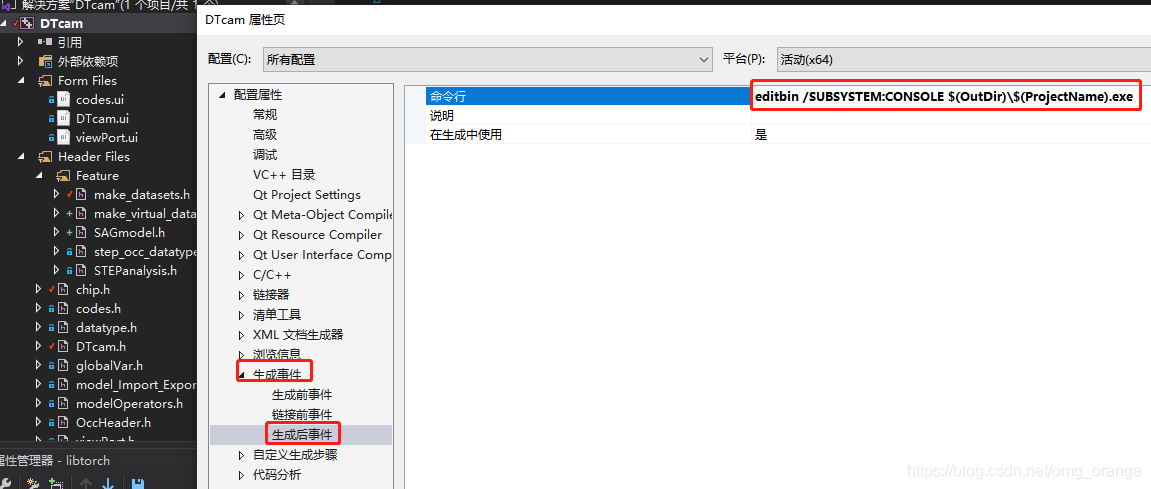 解决方案"DTcam"(1 个项目/共 1 个)
DTcam
引用
外部依赖项
Form Files
codes.ui
DTcam.ui
viewPort.ui
Header Files
Feature
make_datasets.h
make_virtual_data
SAGmodel.h
step_occ_datatype
STEPanalysis.h
chip.h
codes.h
datatype.h
DTcam.h
globalVar.h
model_Import_Expor
modelOperators.h
OccHeader.h
viewPort.h
属性管理器 - libtorch
DTcam 属性页
配置(C): 所有配置 平台(P): 活动(x64)
配置属性
常规
高级
调试
VC++ 目录
Qt Project Settings
Qt Meta-Object Compile
Qt Resource Compiler
Qt User Interface Comp
C/C++
链接器
清单工具
XML 文档生成器
浏览信息
生成事件
生成前事件
链接前事件
生成后事件
自定义生成步骤
代码分析
命令行 editbin /SUBSYSTEM:CONSOLE $(OutDir)\$(ProjectName).exe
说明
在生成中使用 是
https://blog.csdn.net/omg_orange